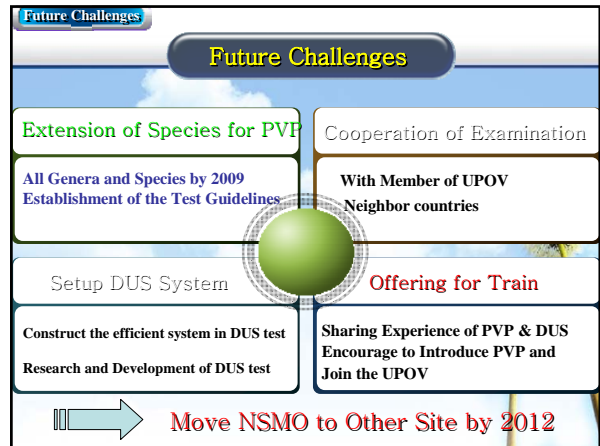 Future Challenges
Future Challenges
Extension of Species for PVP
All Genera and Species by 2009
Establishment of the Test Guidelines
Cooperation of Examination
With Member of UPOV
Neighbor countries
Setup DUS System
Construct the efficient system in DUS test
Research and Development of DUS test
Offering for Train
Sharing Experience of PVP & DUS
Encourage to Introduce PVP and
Join the UPOV
Move NSMO to Other Site by 2012